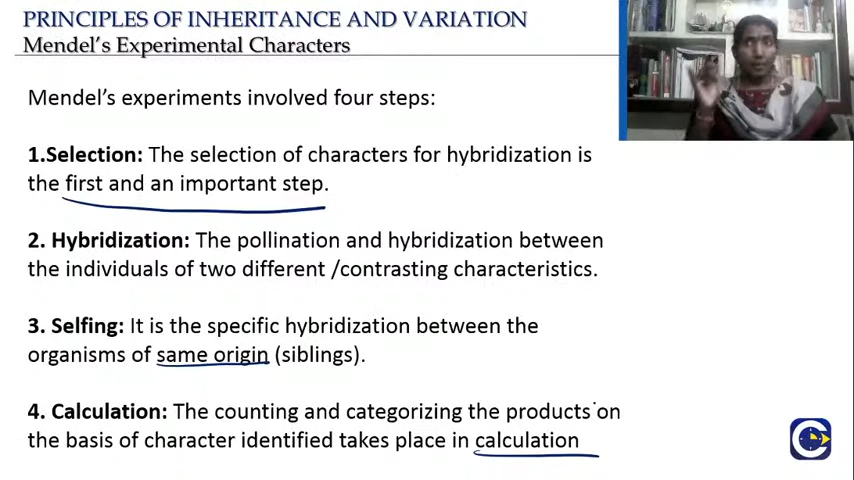 PRINCIPLES OF INHERITANCE AND VARIATION
Mendel's Experimental Characters
Mendel's experiments involved four steps:
1.Selection: The selection of characters for hybridization is
the first and an important step.
2. Hybridization: The pollination and hybridization between
the individuals of two different /contrasting characteristics.
3. Selfing: It is the specific hybridization between the
organisms of same origin (siblings).
4. Calculation: The counting and categorizing the products on
the basis of character identified takes place in calculation